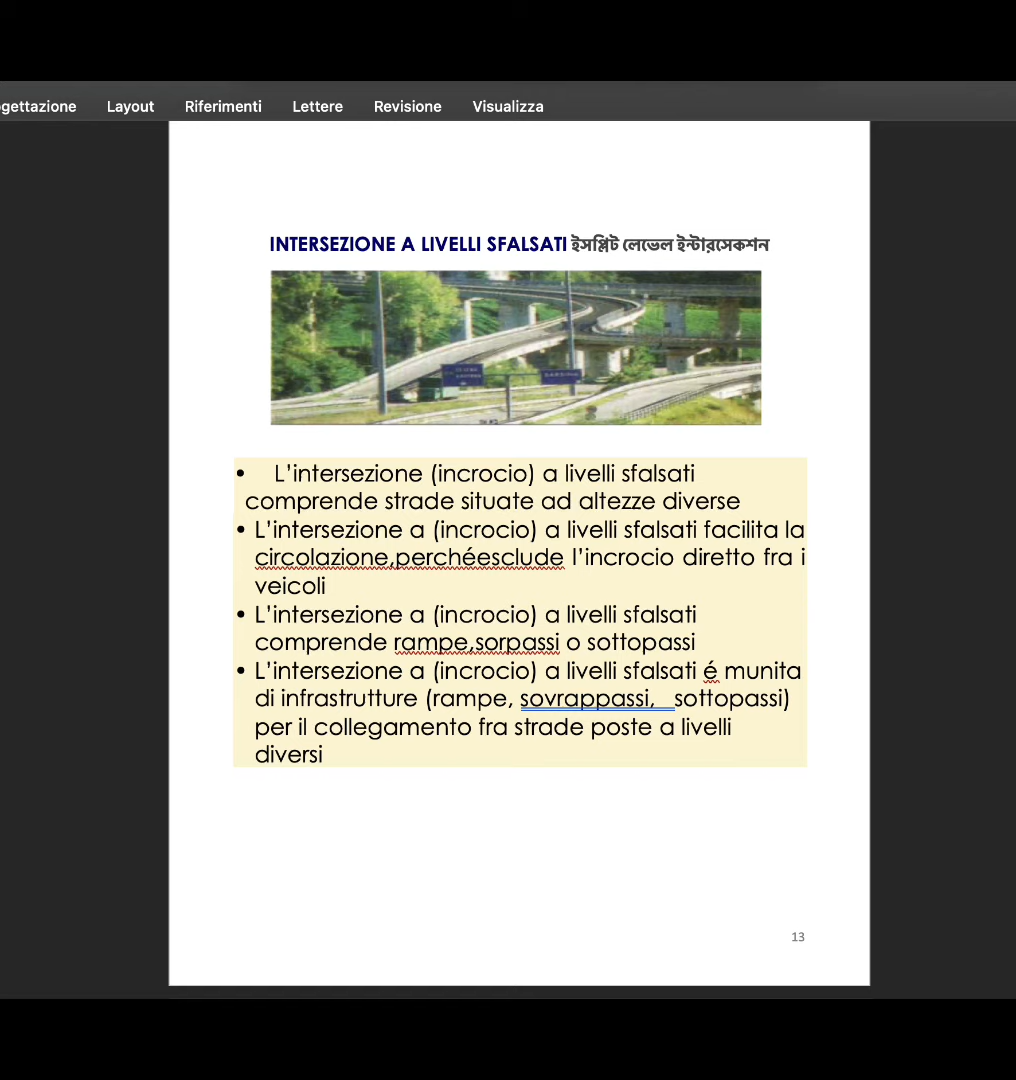 gettazione Layout Riferimenti Lettere Revisione Visualizza
INTERSEZIONE A LIVELLI SFALSATI ইসপ্লিট লেভেল ইন্টারসেকশন
• L’intersezione (incrocio) a livelli sfalsati
comprende strade situate ad altezze diverse
• L’intersezione a (incrocio) a livelli sfalsati facilita la
circolazione,perchéesclude l’incrocio diretto fra i
veicoli
• L’intersezione a (incrocio) a livelli sfalsati
comprende rampe,sorpassi o sottopassi
• L’intersezione a (incrocio) a livelli sfalsati é munita
di infrastrutture (rampe, sovrappassi, sottopassi)
per il collegamento fra strade poste a livelli
diversi
13